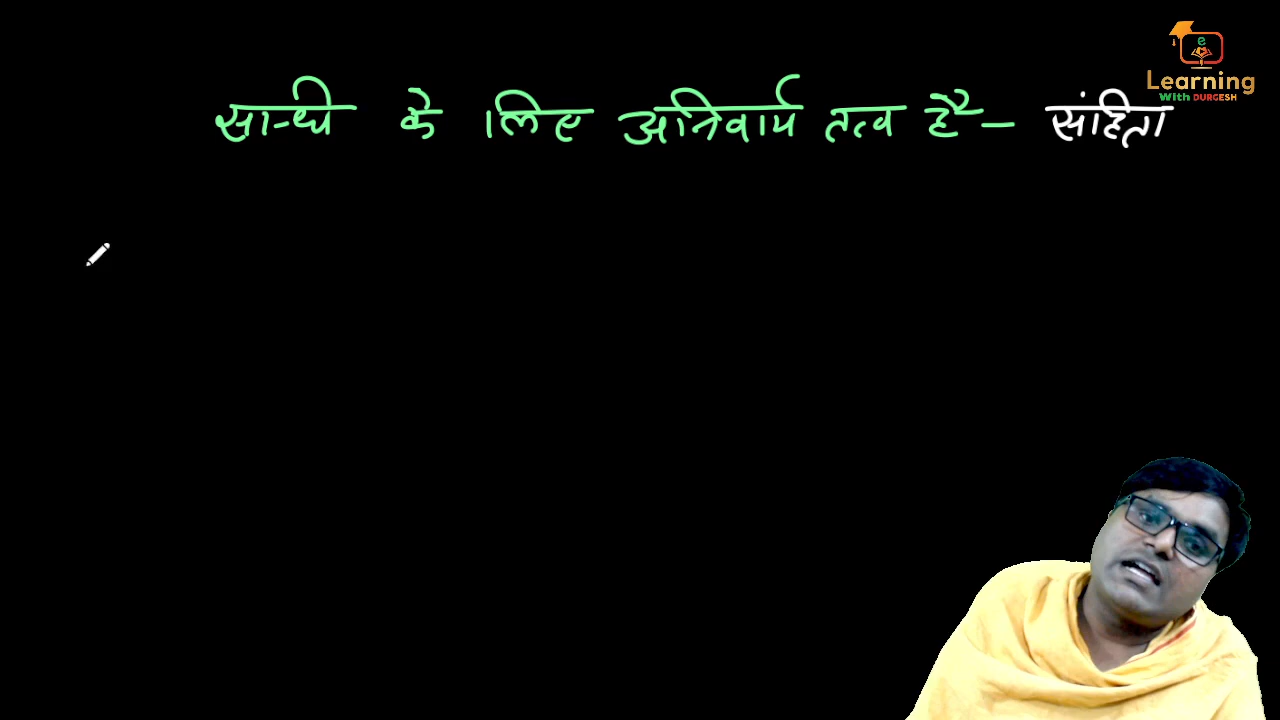 सन्धि के लिए अनिवार्य तत्व है – संहिता
e
Learning
With DURGESH